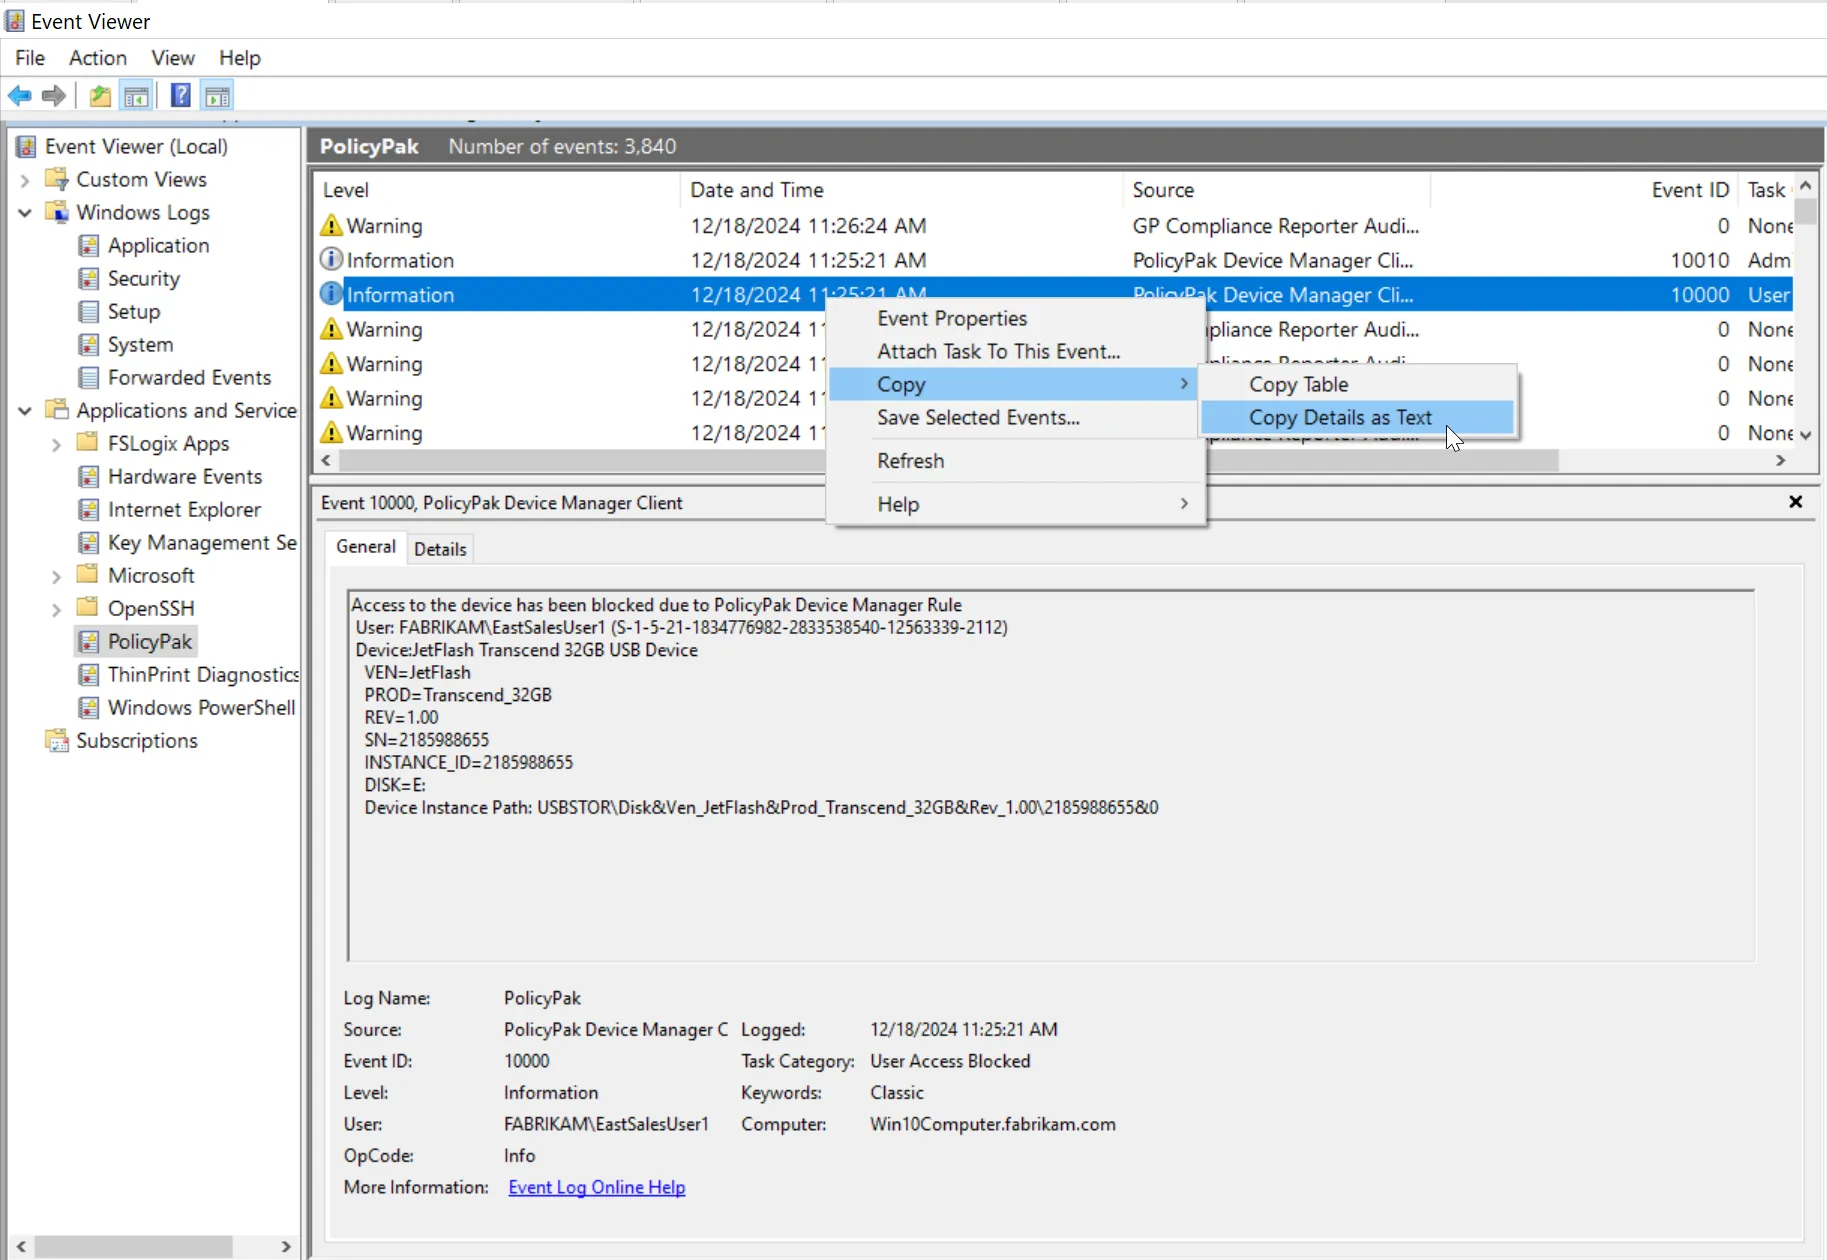 Event Viewer
File Action View Help
Event Viewer (Local)
Custom Views
Windows Logs
Application
Security
Setup
System
Forwarded Events
Applications and Service
FSLogix Apps
Hardware Events
Internet Explorer
Key Management Se
Microsoft
OpenSSH
PolicyPak
ThinPrint Diagnostics
Windows PowerShell
Subscriptions
PolicyPak Number of events: 3,840
Level Date and Time Source Event ID Task
Warning 12/18/2024 11:26:24 AM GP Compliance Reporter Audi... 0 None
Information 12/18/2024 11:25:21 AM PolicyPak Device Manager Cli... 10010 Adm
Information 12/18/2024 11:25:21 AM PolicyPak Device Manager Cli... 10000 User
Warning 12/18/2024 11 pliance Reporter Audi... 0 None
Warning 12/18/2024 11 0 None
Warning 12/18/2024 11 0 None
Warning 12/18/2024 11 0 None
Event Properties
Attach Task To This Event...
Copy
Save Selected Events...
Refresh
Help
Copy Table
Copy Details as Text
Event 10000, PolicyPak Device Manager Client
General Details
Access to the device has been blocked due to PolicyPak Device Manager Rule
User: FABRIKAM\EastSalesUser1 (S-1-5-21-1834776982-2833538540-12563339-2112)
Device:JetFlash Transcend 32GB USB Device
VEN=JetFlash
PROD=Transcend_32GB
REV=1.00
SN=2185988655
INSTANCE_ID=2185988655
DISK=E:
Device Instance Path: USBSTOR\Disk&Ven_JetFlash&Prod_Transcend_32GB&Rev_1.00\2185988655&0
Log Name: PolicyPak
Source: PolicyPak Device Manager C Logged: 12/18/2024 11:25:21 AM
Event ID: 10000 Task Category: User Access Blocked
Level: Information Keywords: Classic
User: FABRIKAM\EastSalesUser1 Computer: Win10Computer.fabrikam.com
OpCode: Info
More Information: Event Log Online Help